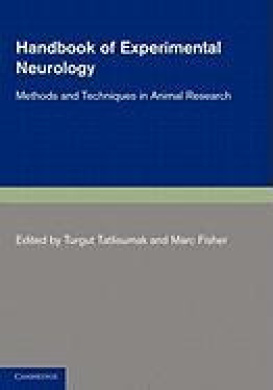 Handbook of Experimental
Neurology
Methods and Techniques in Animal Research
Edited by Turgut Tatlisumak and Marc Fisher
CAMBRIDGE